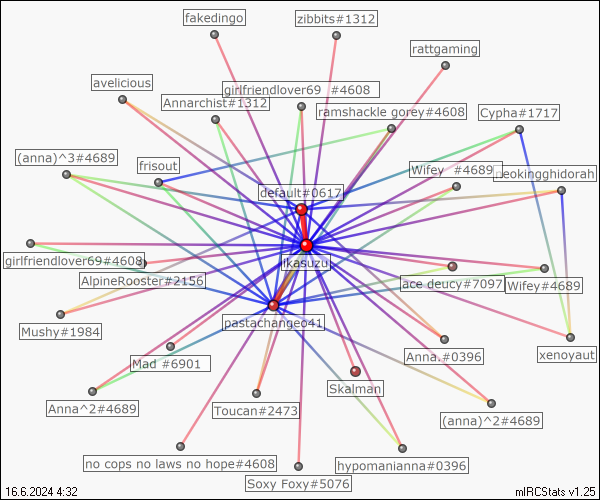 fakedingo
zibbits#1312
rattgaming
avelicious
girlfriendlover69 #4608
Annarchist#1312
ramshackle gorey#4608
Cypha#1717
(anna)^3#4689
frisout
Wifey #4689
neokingghidorah
default#0617
girlfriendlover69#4608
ikasuzu
AlpineRooster#2156
ace deucy#7097
Wifey#4689
Mushy#1984
pastachangeo41
Mad #6901
Anna.#0396
xenoyaut
Skalman
Anna^2#4689
Toucan#2473
(anna)^2#4689
no cops no laws no hope#4608
hypomanianna#0396
Soxy Foxy#5076
16.6.2024 4:32
mIRCStats v1.25